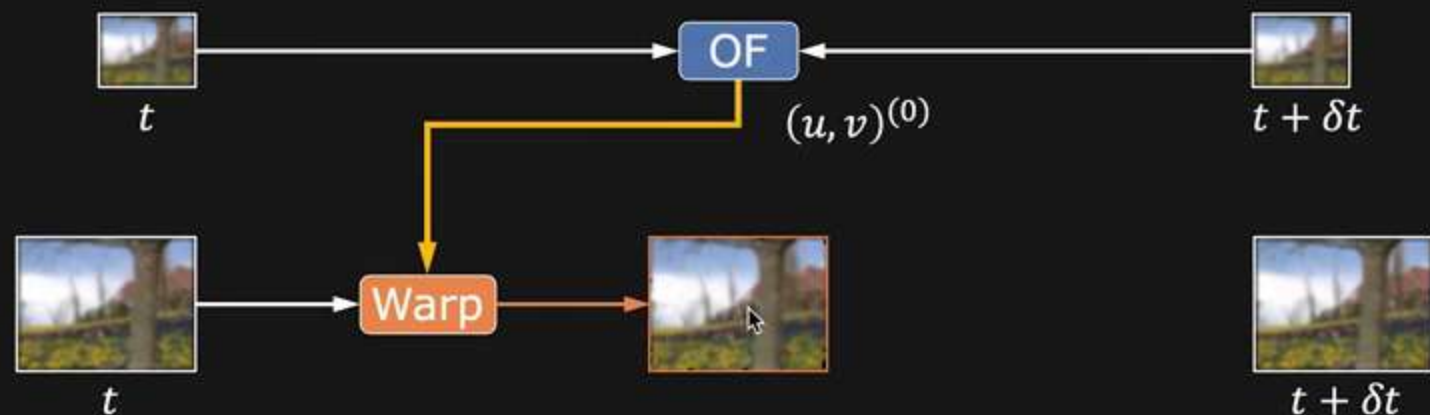 OF
t
(u, v)^{(0)}
t + δt
Warp
t
t + δt